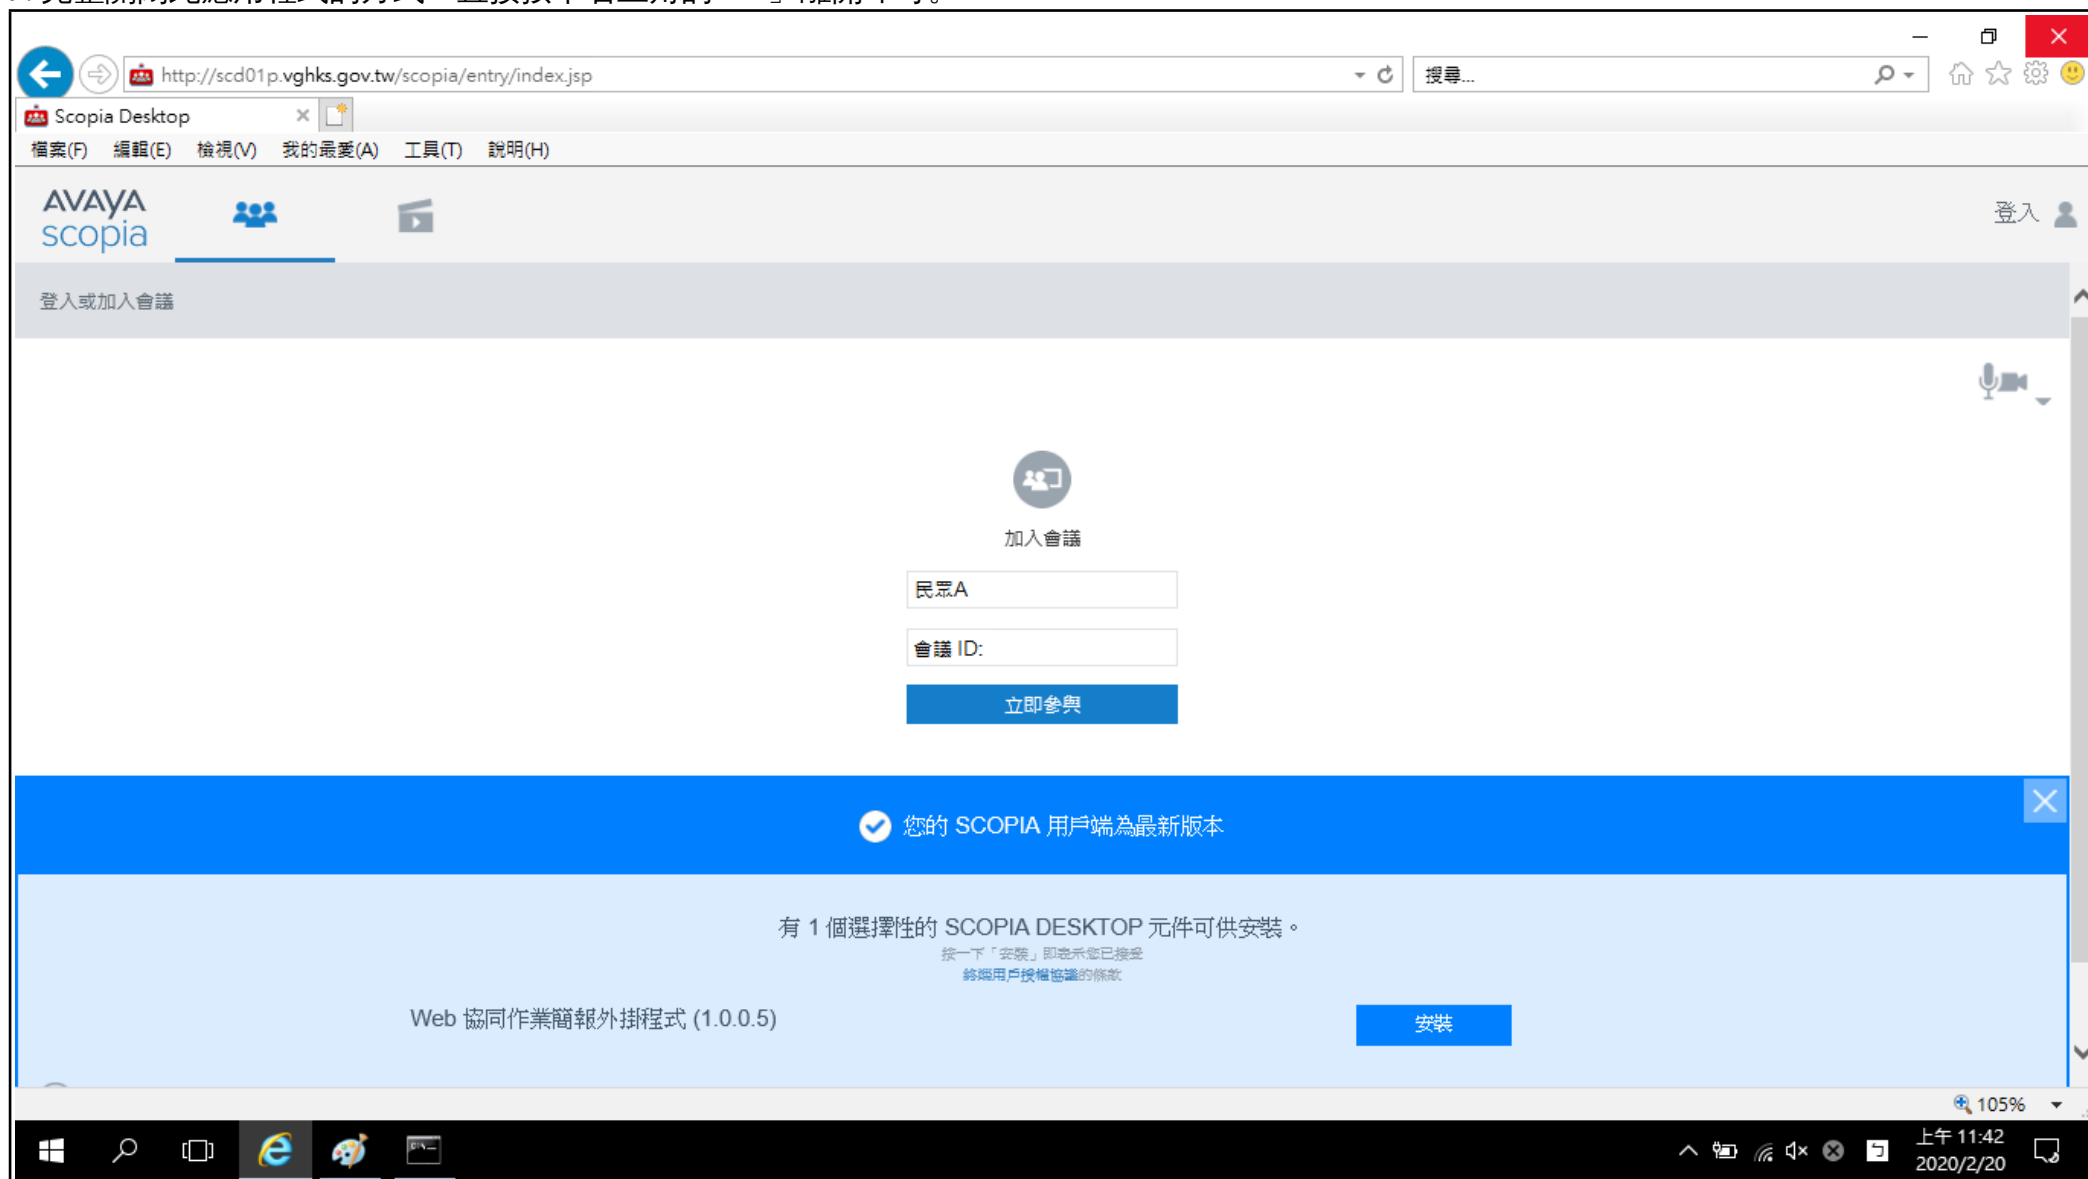 http://scd01p.vghks.gov.tw/scopia/entry/index.jsp
搜尋...
Scopia Desktop
檔案(F) 編輯(E) 檢視(V) 我的最愛(A) 工具(T) 說明(H)
AVAYA
scopia
登入
登入或加入會議
加入會議
民眾A
會議 ID:
立即參與
您的 SCOPIA 用戶端為最新版本
有 1 個選擇性的 SCOPIA DESKTOP 元件可供安裝。
按一下「安裝」即表示您已接受
終端用戶授權協議的條款
Web 協同作業簡報外掛程式 (1.0.0.5)
安裝
105%
上午 11:42
2020/2/20